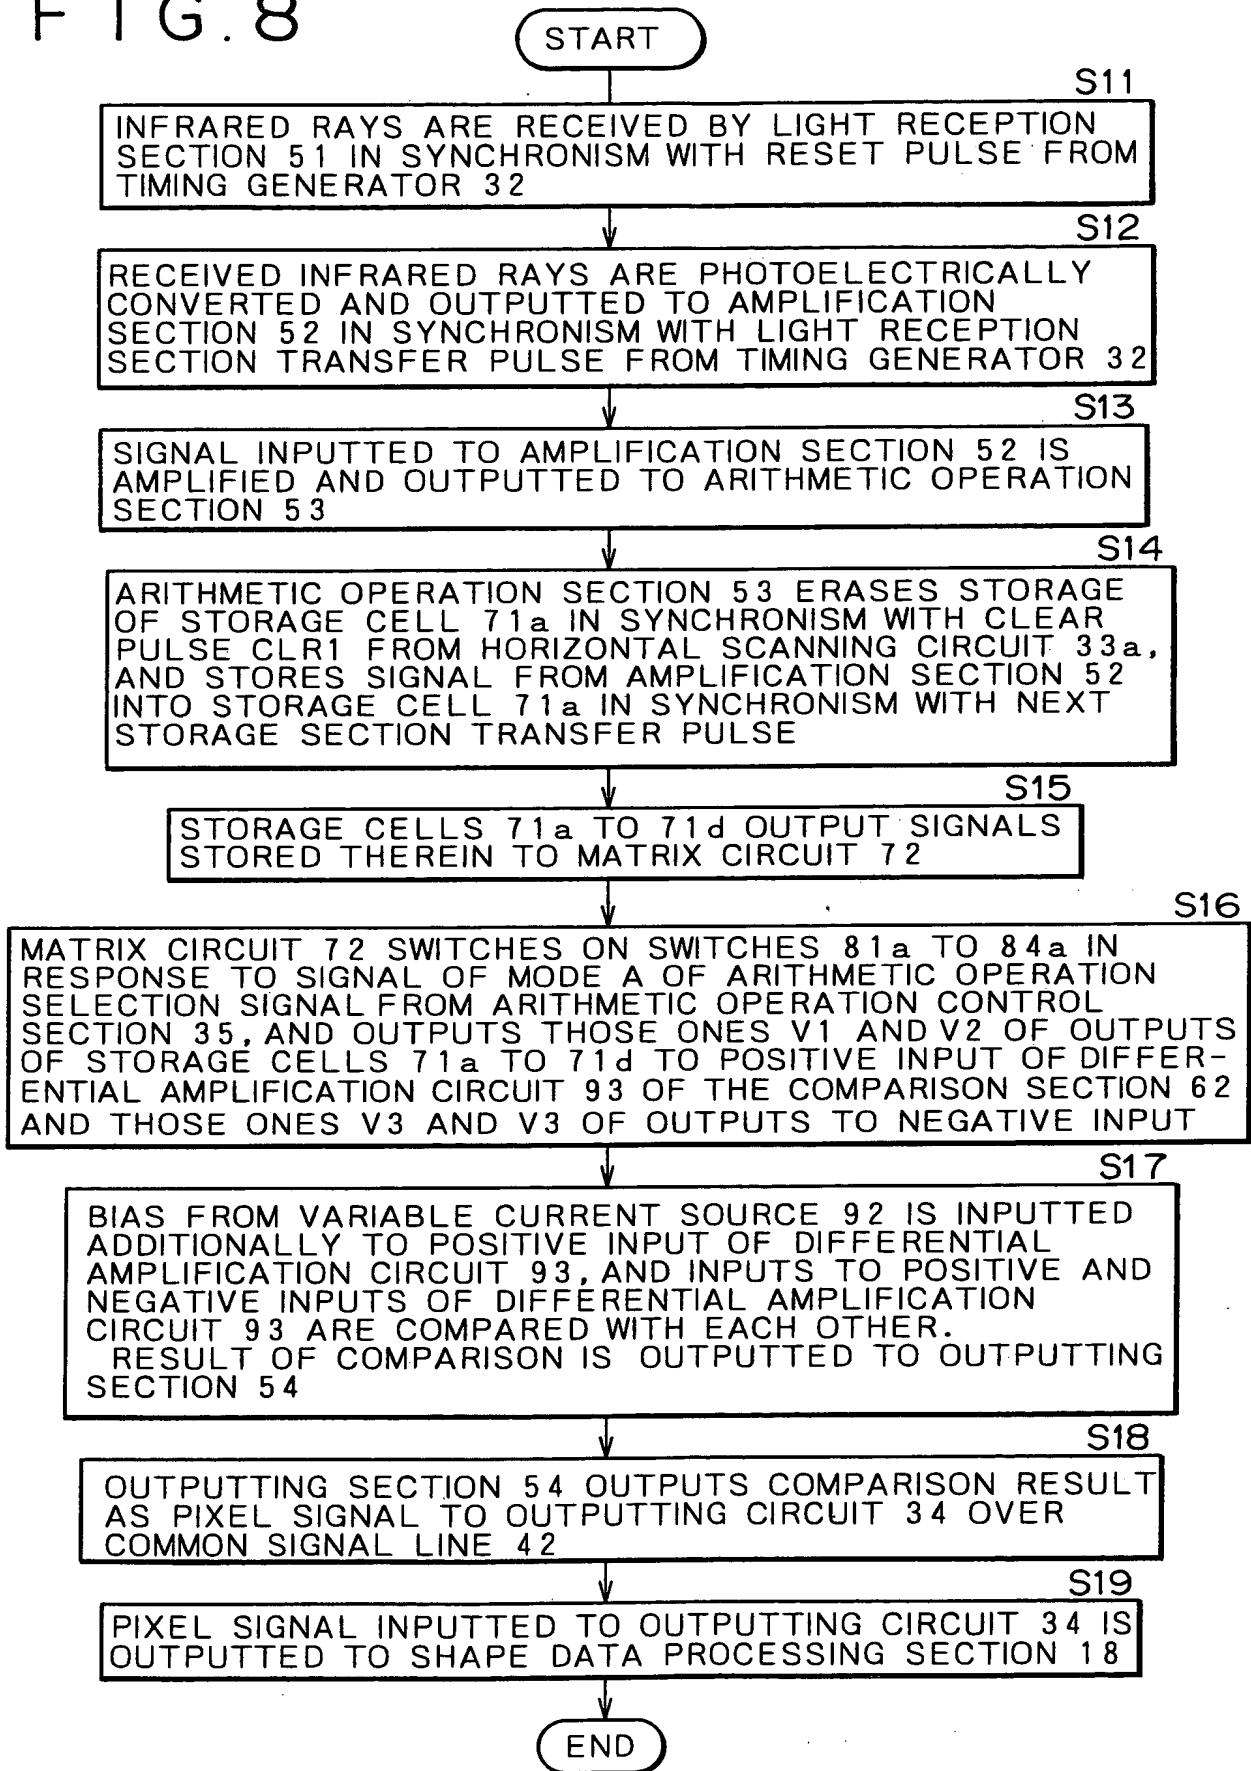 FIG.8
START
S11
INFRARED RAYS ARE RECEIVED BY LIGHT RECEPTION
SECTION 51 IN SYNCHRONISM WITH RESET PULSE FROM
TIMING GENERATOR 32
S12
RECEIVED INFRARED RAYS ARE PHOTOELECTRICALLY
CONVERTED AND OUTPUTTED TO AMPLIFICATION
SECTION 52 IN SYNCHRONISM WITH LIGHT RECEPTION
SECTION TRANSFER PULSE FROM TIMING GENERATOR 32
S13
SIGNAL INPUTTED TO AMPLIFICATION SECTION 52 IS
AMPLIFIED AND OUTPUTTED TO ARITHMETIC OPERATION
SECTION 53
S14
ARITHMETIC OPERATION SECTION 53 ERASES STORAGE
OF STORAGE CELL 71a IN SYNCHRONISM WITH CLEAR
PULSE CLR1 FROM HORIZONTAL SCANNING CIRCUIT 33a,
AND STORES SIGNAL FROM AMPLIFICATION SECTION 52
INTO STORAGE CELL 71a IN SYNCHRONISM WITH NEXT
STORAGE SECTION TRANSFER PULSE
S15
STORAGE CELLS 71a TO 71d OUTPUT SIGNALS
STORED THEREIN TO MATRIX CIRCUIT 72
S16
MATRIX CIRCUIT 72 SWITCHES ON SWITCHES 81a TO 84a IN
RESPONSE TO SIGNAL OF MODE A OF ARITHMETIC OPERATION
SELECTION SIGNAL FROM ARITHMETIC OPERATION CONTROL
SECTION 35, AND OUTPUTS THOSE ONES V1 AND V2 OF OUTPUTS
OF STORAGE CELLS 71a TO 71d TO POSITIVE INPUT OF DIFFER-
ENTIAL AMPLIFICATION CIRCUIT 93 OF THE COMPARISON SECTION 62
AND THOSE ONES V3 AND V3 OF OUTPUTS TO NEGATIVE INPUT
S17
BIAS FROM VARIABLE CURRENT SOURCE 92 IS INPUTTED
ADDITIONALLY TO POSITIVE INPUT OF DIFFERENTIAL
AMPLIFICATION CIRCUIT 93, AND INPUTS TO POSITIVE AND
NEGATIVE INPUTS OF DIFFERENTIAL AMPLIFICATION
CIRCUIT 93 ARE COMPARED WITH EACH OTHER.
RESULT OF COMPARISON IS OUTPUTTED TO OUTPUTTING
SECTION 54
S18
OUTPUTTING SECTION 54 OUTPUTS COMPARISON RESULT
AS PIXEL SIGNAL TO OUTPUTTING CIRCUIT 34 OVER
COMMON SIGNAL LINE 42
S19
PIXEL SIGNAL INPUTTED TO OUTPUTTING CIRCUIT 34 IS
OUTPUTTED TO SHAPE DATA PROCESSING SECTION 18
END